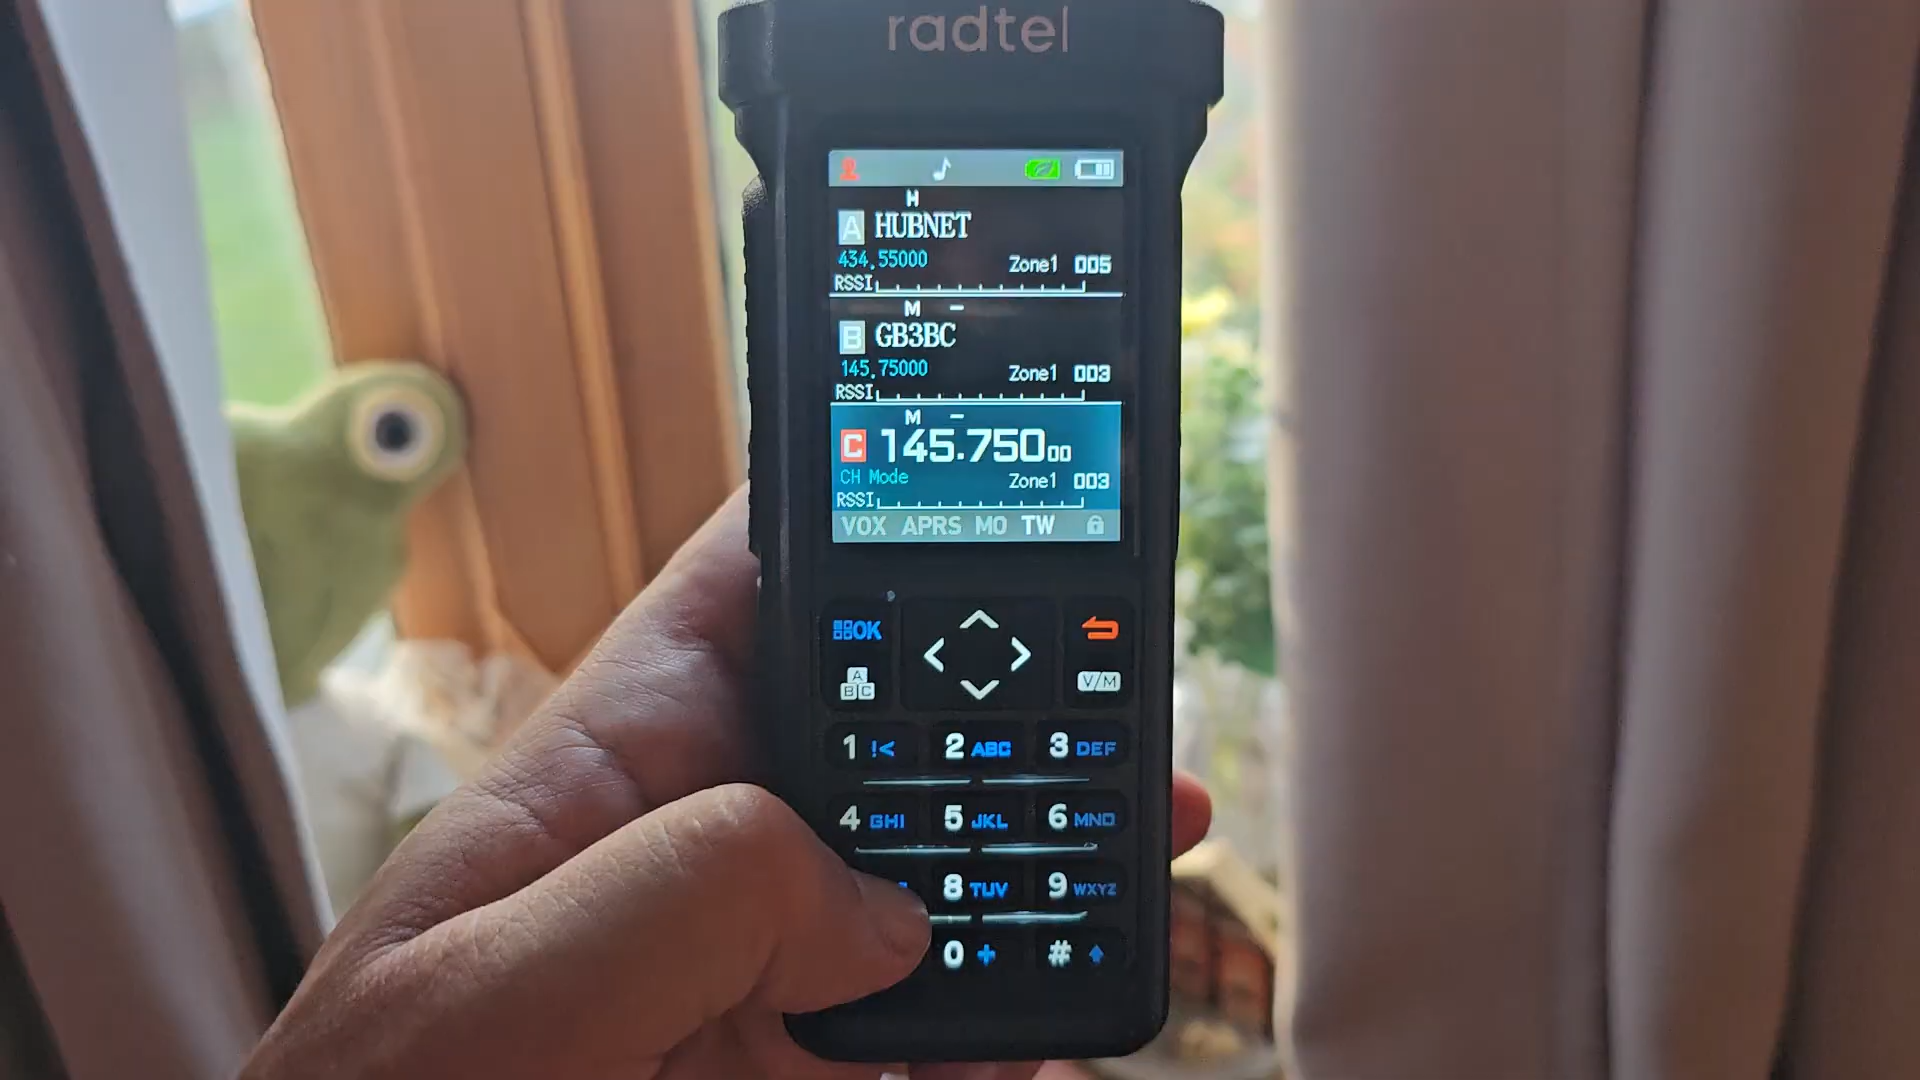 radtel
H
A HUBNET
434.55000 Zone1 005
RSSI
M −
B GB3BC
145.75000 Zone1 003
RSSI
M −
C 145.75000
CH Mode Zone1 003
RSSI
VOX APRS MO TW
OK
A
B C V/M
1 !< 2 ABC 3 DEF
4 GHI 5 JKL 6 MNO
8 TUV 9 WXYZ
0 + #